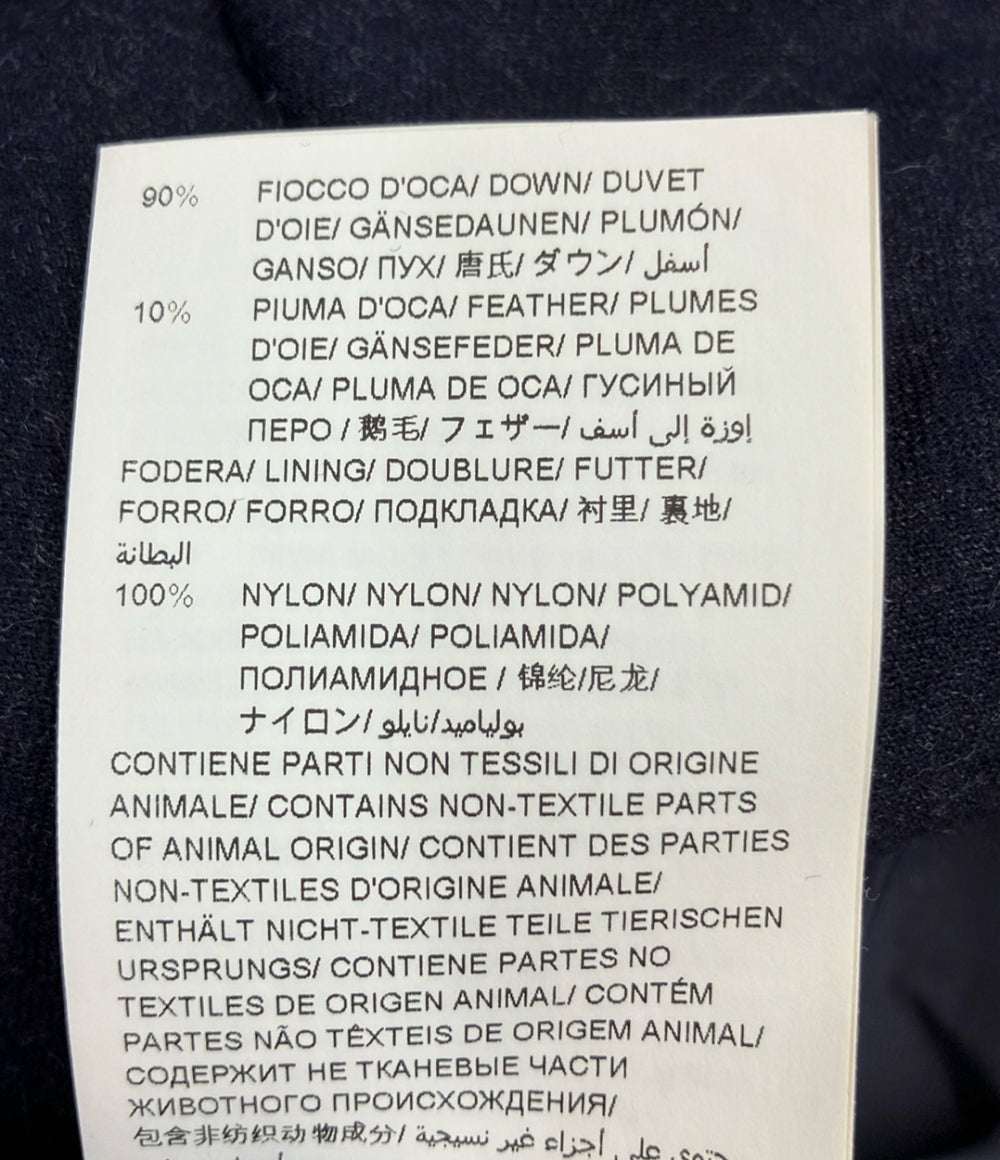 90% FIOCCO D'OCA/ DOWN/ DUVET
D'OIE/ GÄNSEDAUNEN/ PLUMÓN/
GANSO/ ПУХ/ 唐氏/ ダウン/ أسفل
10% PIUMA D'OCA/ FEATHER/ PLUMES
D'OIE/ GÄNSEFEDER/ PLUMA DE
OCA/ PLUMA DE OCA/ ГУСИНЫЙ
ПЕРО / 鹅毛/ フェザー/ إوزة إلى أسف
FODERA/ LINING/ DOUBLURE/ FUTTER/
FORRO/ FORRO/ ПОДКЛАДКА/ 衬里/ 裏地/
البطانة
100% NYLON/ NYLON/ NYLON/ POLYAMID/
POLIAMIDA/ POLIAMIDA/
ПОЛИАМИДНОЕ / 锦纶/尼龙/
ナイロン/ بولياميد/نايلو
CONTIENE PARTI NON TESSILI DI ORIGINE
ANIMALE/ CONTAINS NON-TEXTILE PARTS
OF ANIMAL ORIGIN/ CONTIENT DES PARTIES
NON-TEXTILES D'ORIGINE ANIMALE/
ENTHÄLT NICHT-TEXTILE TEILE TIERISCHEN
URSPRUNGS/ CONTIENE PARTES NO
TEXTILES DE ORIGEN ANIMAL/ CONTÉM
PARTES NÃO TÊXTEIS DE ORIGEM ANIMAL/
СОДЕРЖИТ НЕ ТКАНЕВЫЕ ЧАСТИ
ЖИВОТНОГО ПРОИСХОЖДЕНИЯ/
包含非纺织动物成分/ على أجزاء غير نسيجية